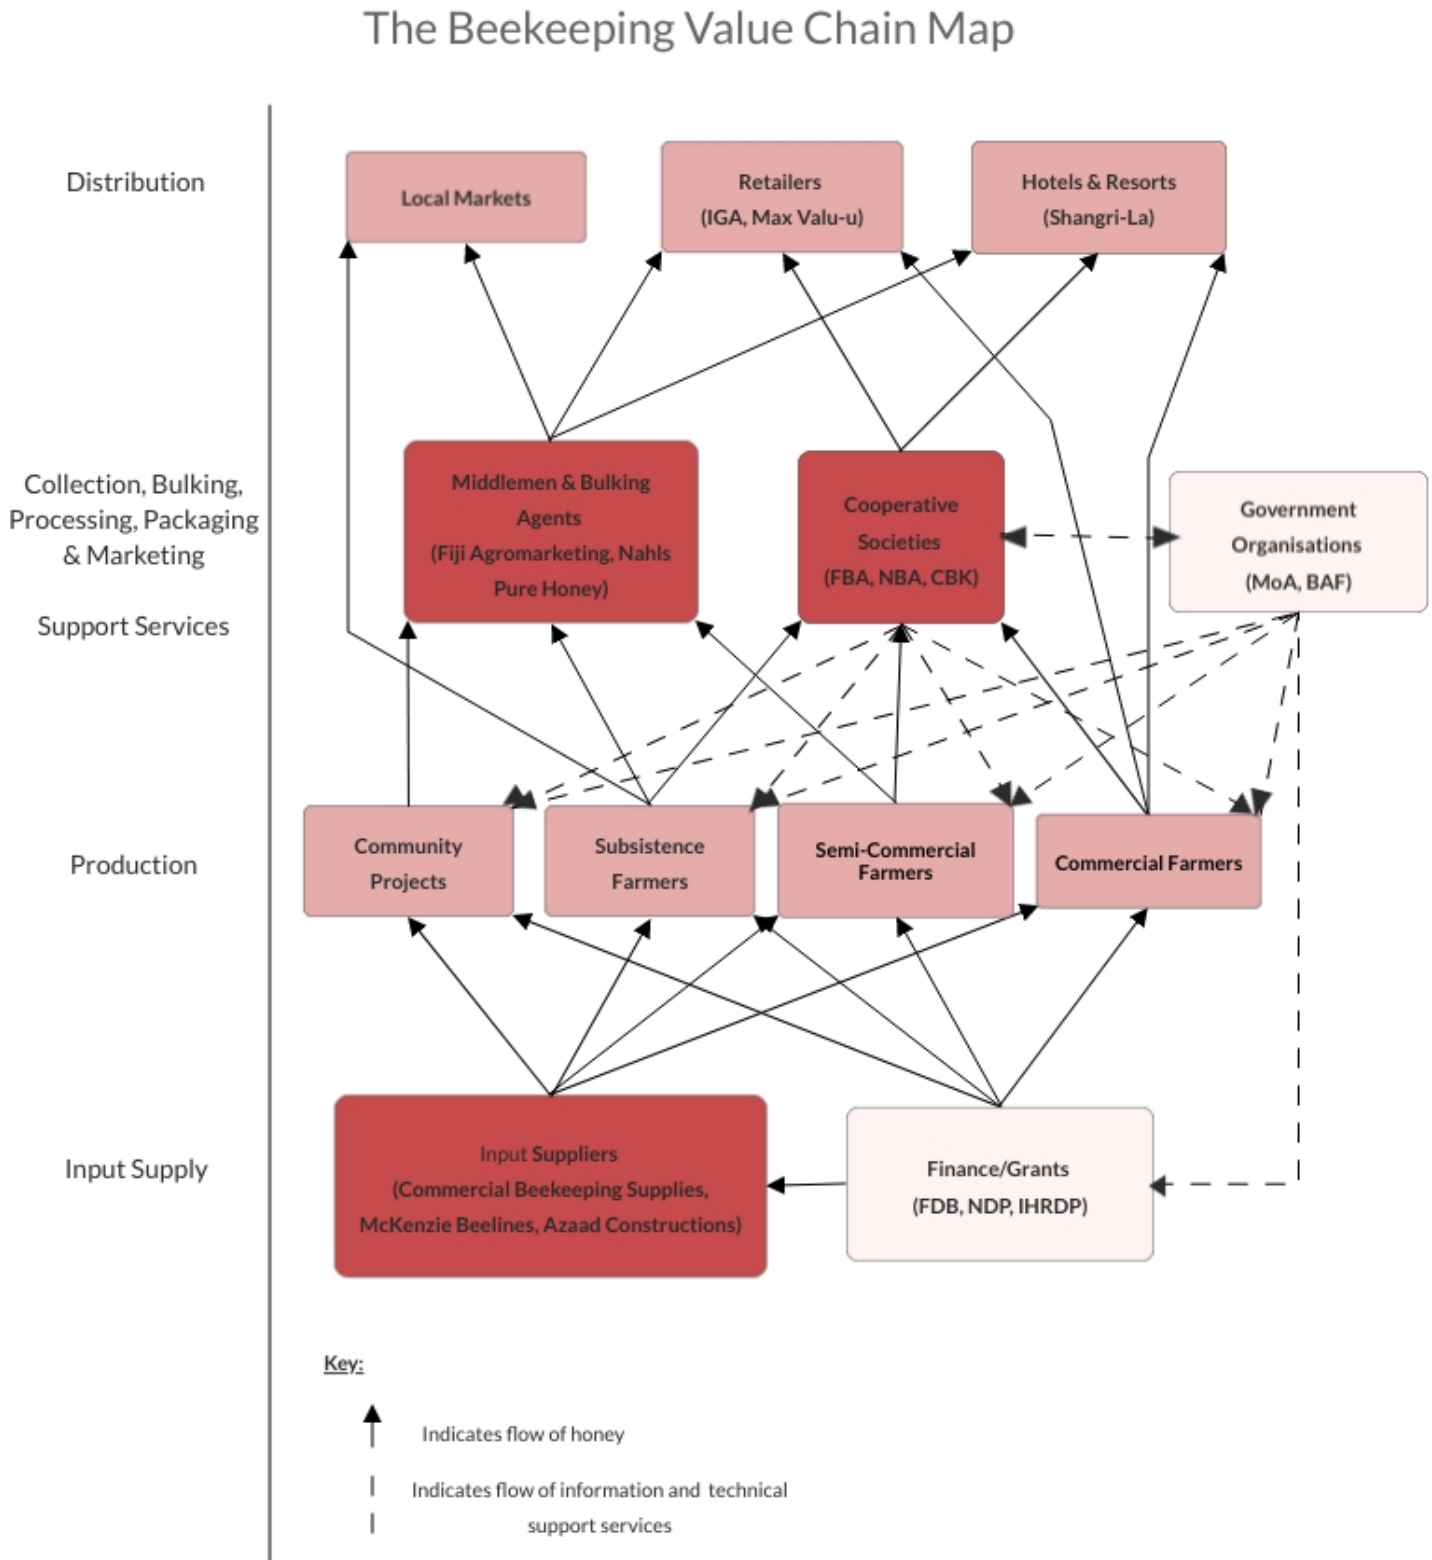 The Beekeeping Value Chain Map
Distribution
Local Markets
Retailers
(IGA, Max Valu-u)
Hotels & Resorts
(Shangri-La)
Collection, Bulking,
Processing, Packaging
& Marketing
Support Services
Middlemen & Bulking
Agents
(Fiji Agromarketing, Nahls
Pure Honey)
Cooperative
Societies
(FBA, NBA, CBK)
Government
Organisations
(MoA, BAF)
Production
Community
Projects
Subsistence
Farmers
Semi-Commercial
Farmers
Commercial Farmers
Input Supply
Input Suppliers
(Commercial Beekeeping Supplies,
McKenzie Beelines, Azaad Constructions)
Finance/Grants
(FDB, NDP, IHRDP)
Key:
Indicates flow of honey
Indicates flow of information and technical
support services